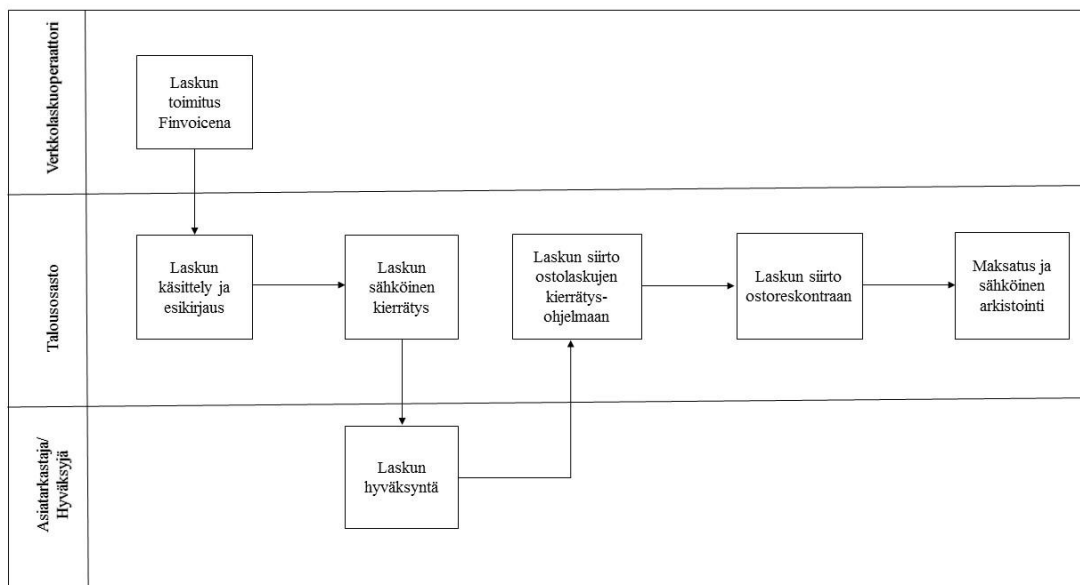 Verkkolaskuoperaattori
Laskun
toimitus
Finvoicena
Talousosasto
Laskun
käsittely ja
esikirjaus
Laskun
sähköinen
kierrätys
Laskun siirto
ostolaskujen
kierrätys-
ohjelmaan
Laskun siirto
ostoreskontraan
Maksatus ja
sähköinen
arkistointi
Asiatarkastaja/
Hyväksyjä
Laskun
hyväksyntä